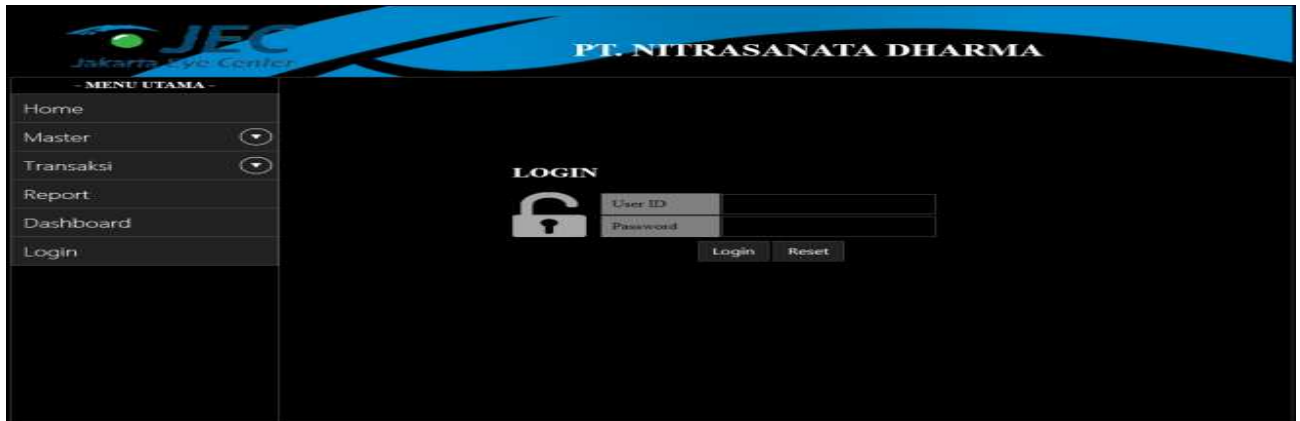 JEC
Jakarta Eye Center
PT. NITRASANATA DHARMA
- MENU UTAMA -
Home
Master
Transaksi
Report
Dashboard
Login
LOGIN
User ID
Password
Login Reset